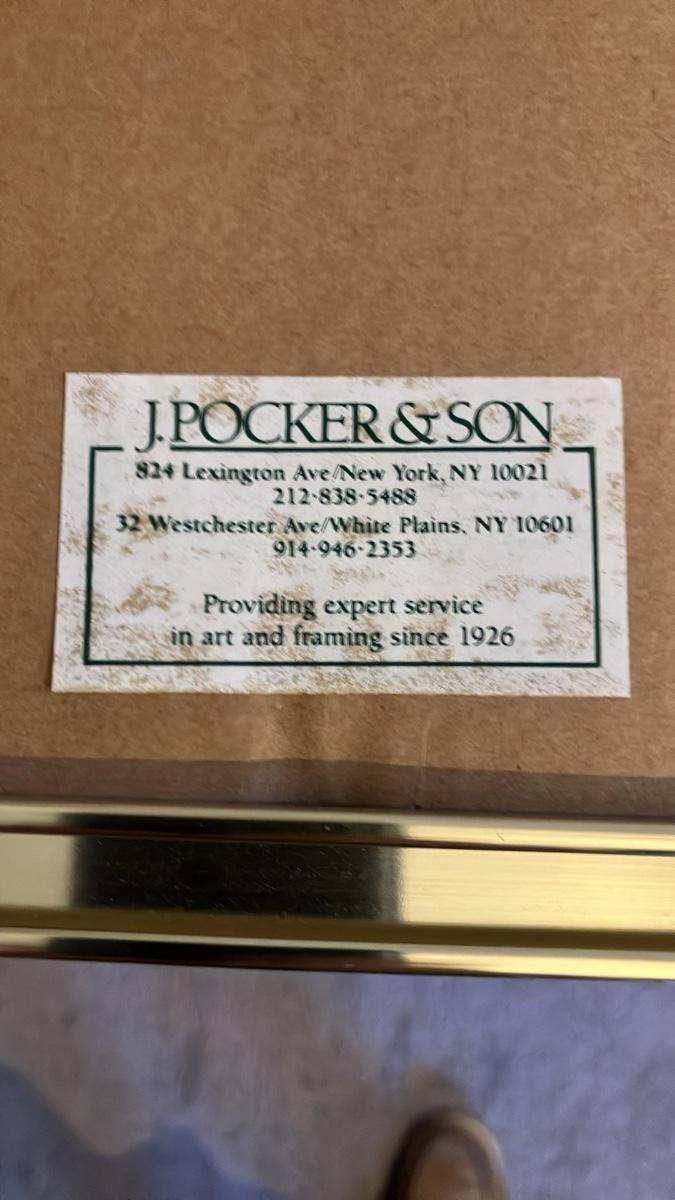 J. POCKER & SON
824 Lexington Ave/New York, NY 10021
212·838·5488
32 Westchester Ave/White Plains, NY 10601
914·946·2353
Providing expert service
in art and framing since 1926